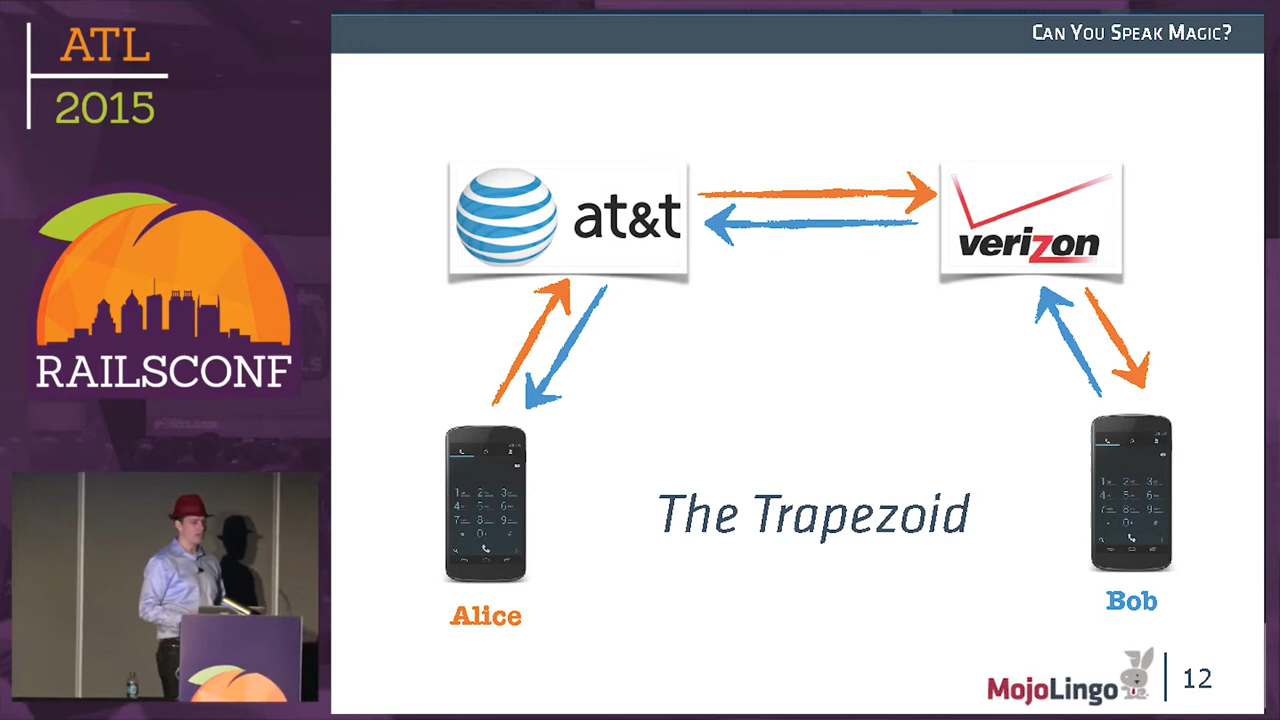 ATL
2015
RAILSCONF
CAN YOU SPEAK MAGIC?
at&t
verizon
The Trapezoid
Alice
Bob
MojoLingo
12